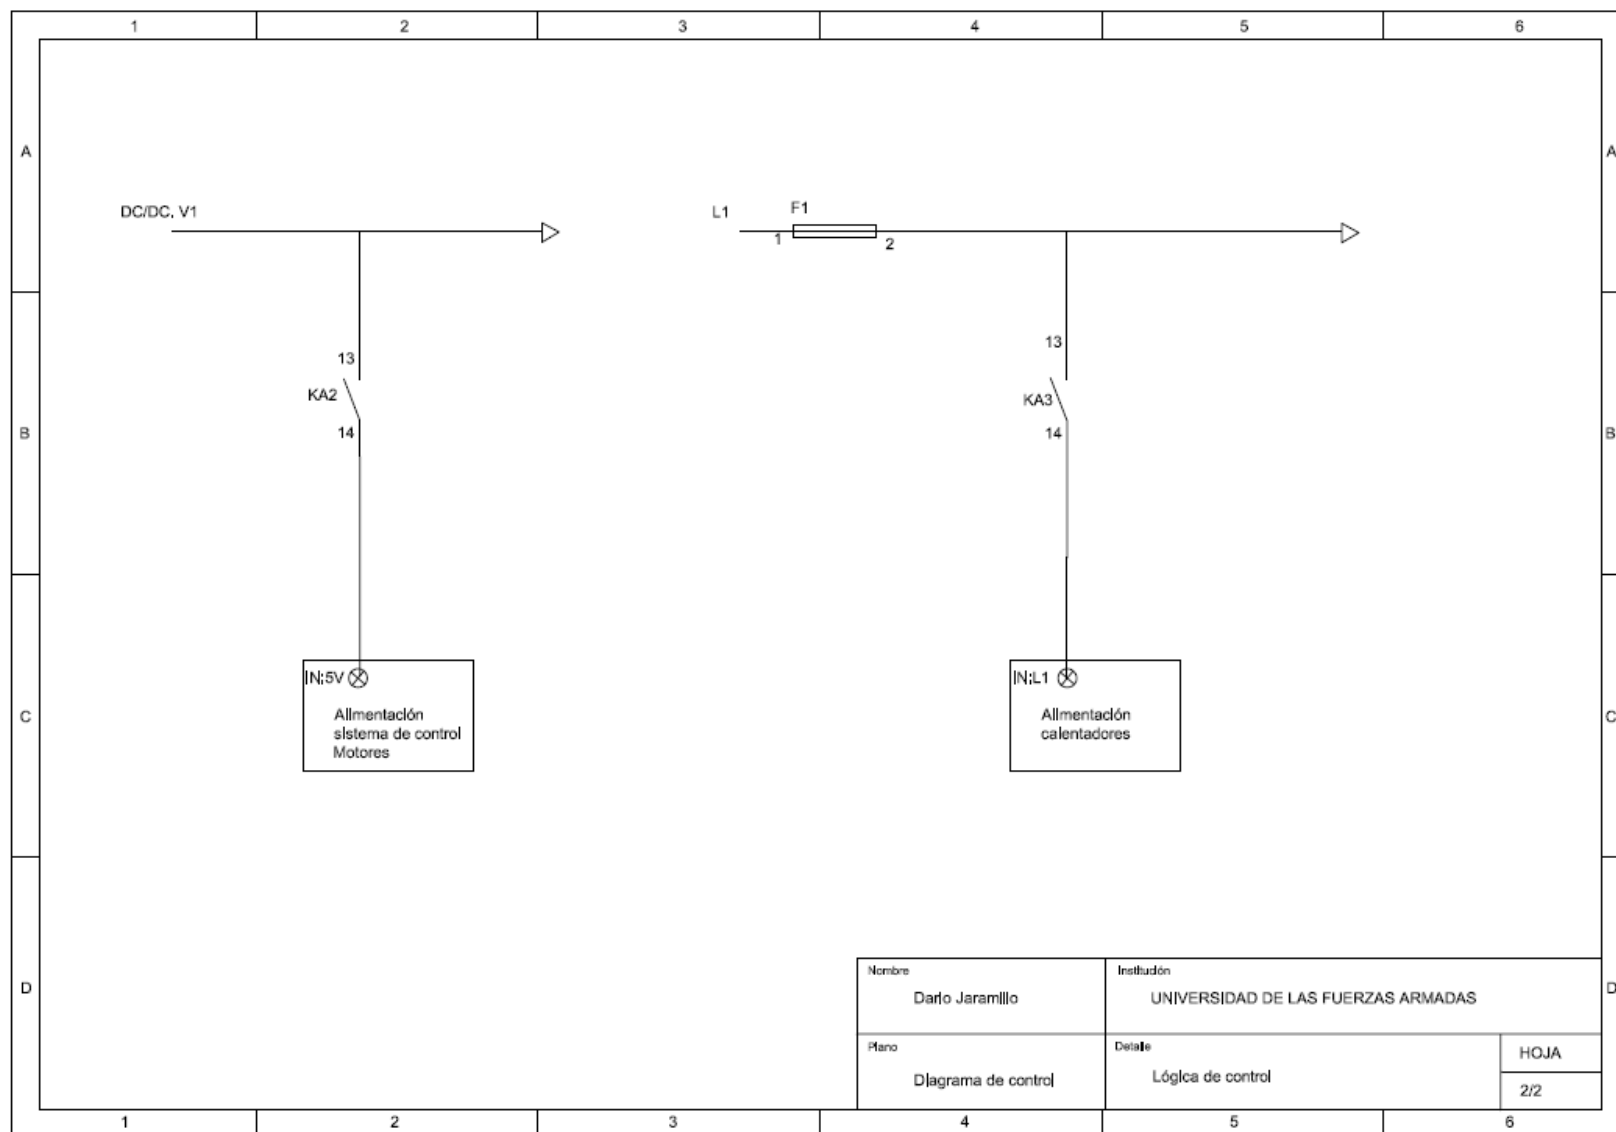 1 2 3 4 5 6
A A
DC/DC. V1
L1
F1
1
2
13
KA2
14
13
KA3
14
B B
IN:5V
Alimentación
sistema de control
Motores
IN:L1
Alimentación
calentadores
C C
Nombre
Dario Jaramillo
Institución
UNIVERSIDAD DE LAS FUERZAS ARMADAS
D D
Plano
Diagrama de control
Detalle
Lógica de control
HOJA
2/2
1 2 3 4 5 6